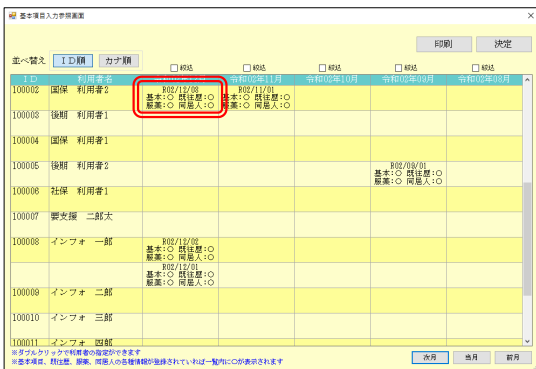 基本項目入力参照画面
印刷 決定
並べ替え ID順 カナ順
絞込 絞込 絞込 絞込 絞込
ID 利用者名 令和02年11月 令和02年10月 令和02年09月 令和02年08月
100002 国保 利用者2 R02/12/08 R02/11/01
基本:○ 既往歴:○ 基本:○ 既往歴:○
服薬:○ 同居人:○ 服薬:○ 同居人:○
100003 後期 利用者1
100004 国保 利用者1
100005 後期 利用者2 R02/09/01
基本:○ 既往歴:○
服薬:○ 同居人:○
100006 社保 利用者1
100007 要支援 二郎太
100008 インフォ 一郎 R02/12/02
基本:○ 既往歴:○
服薬:○ 同居人:○
R02/12/01
基本:○ 既往歴:○
服薬:○ 同居人:○
100009 インフォ 二郎
100010 インフォ 三郎
100011 インフォ 四郎
※ダブルクリックで利用者の指定ができます
※基本項目、既往歴、服薬、同居人の各種情報が登録されていれば一覧内に○が表示されます
次月 当月 前月